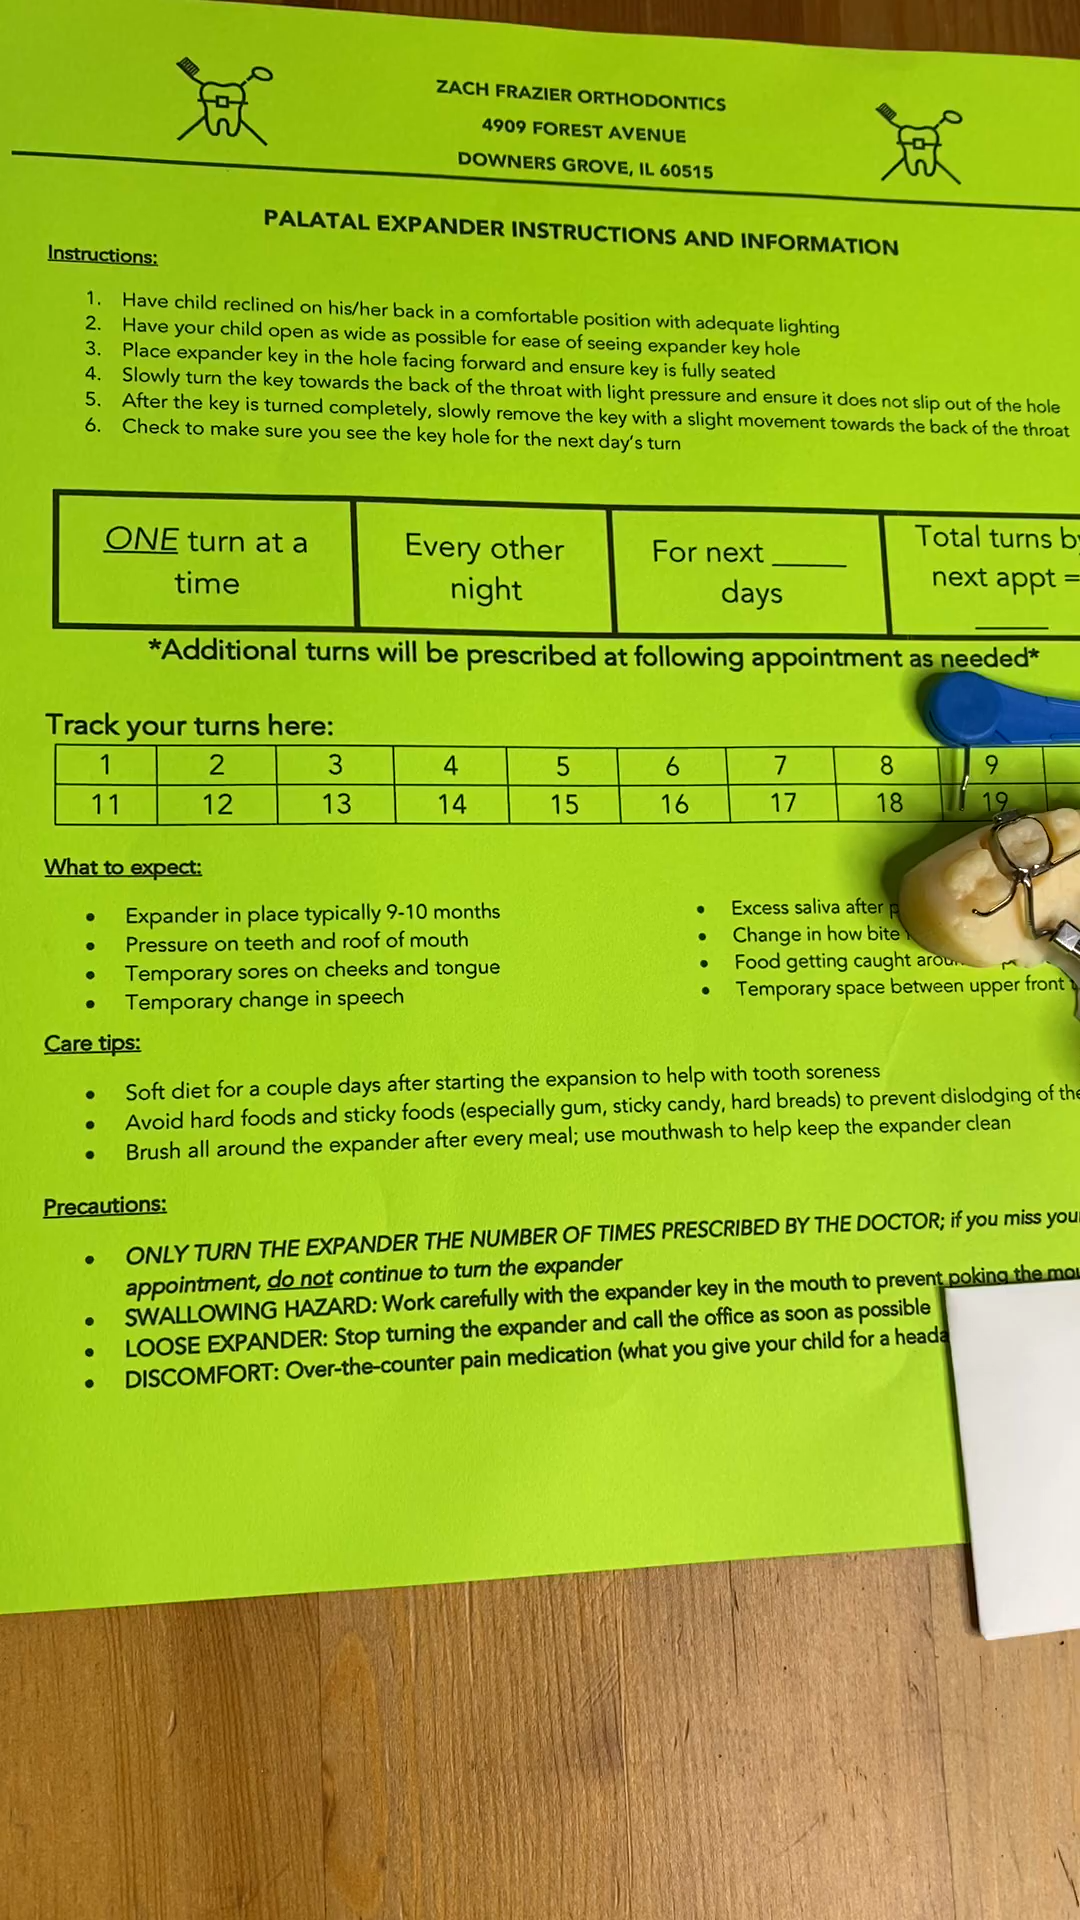 ZACH FRAZIER ORTHODONTICS
4909 FOREST AVENUE
DOWNERS GROVE, IL 60515
PALATAL EXPANDER INSTRUCTIONS AND INFORMATION
Instructions:
1. Have child reclined on his/her back in a comfortable position with adequate lighting
2. Have your child open as wide as possible for ease of seeing expander key hole
3. Place expander key in the hole facing forward and ensure key is fully seated
4. Slowly turn the key towards the back of the throat with light pressure and ensure it does not slip out of the hole
5. After the key is turned completely, slowly remove the key with a slight movement towards the back of the throat
6. Check to make sure you see the key hole for the next day's turn
ONE turn at a
time
Every other
night
For next _____
days
Total turns by
next appt =
_____
*Additional turns will be prescribed at following appointment as needed*
Track your turns here:
1 2 3 4 5 6 7 8 9
11 12 13 14 15 16 17 18 19
What to expect:
• Expander in place typically 9-10 months
• Pressure on teeth and roof of mouth
• Temporary sores on cheeks and tongue
• Temporary change in speech
• Excess saliva after
• Change in how bite
• Food getting caught
• Temporary space between upper front
Care tips:
• Soft diet for a couple days after starting the expansion to help with tooth soreness
• Avoid hard foods and sticky foods (especially gum, sticky candy, hard breads) to prevent dislodging of the
• Brush all around the expander after every meal; use mouthwash to help keep the expander clean
Precautions:
• ONLY TURN THE EXPANDER THE NUMBER OF TIMES PRESCRIBED BY THE DOCTOR; if you miss your
appointment, do not continue to turn the expander
• SWALLOWING HAZARD: Work carefully with the expander key in the mouth to prevent poking the
• LOOSE EXPANDER: Stop turning the expander and call the office as soon as possible
• DISCOMFORT: Over-the-counter pain medication (what you give your child for a